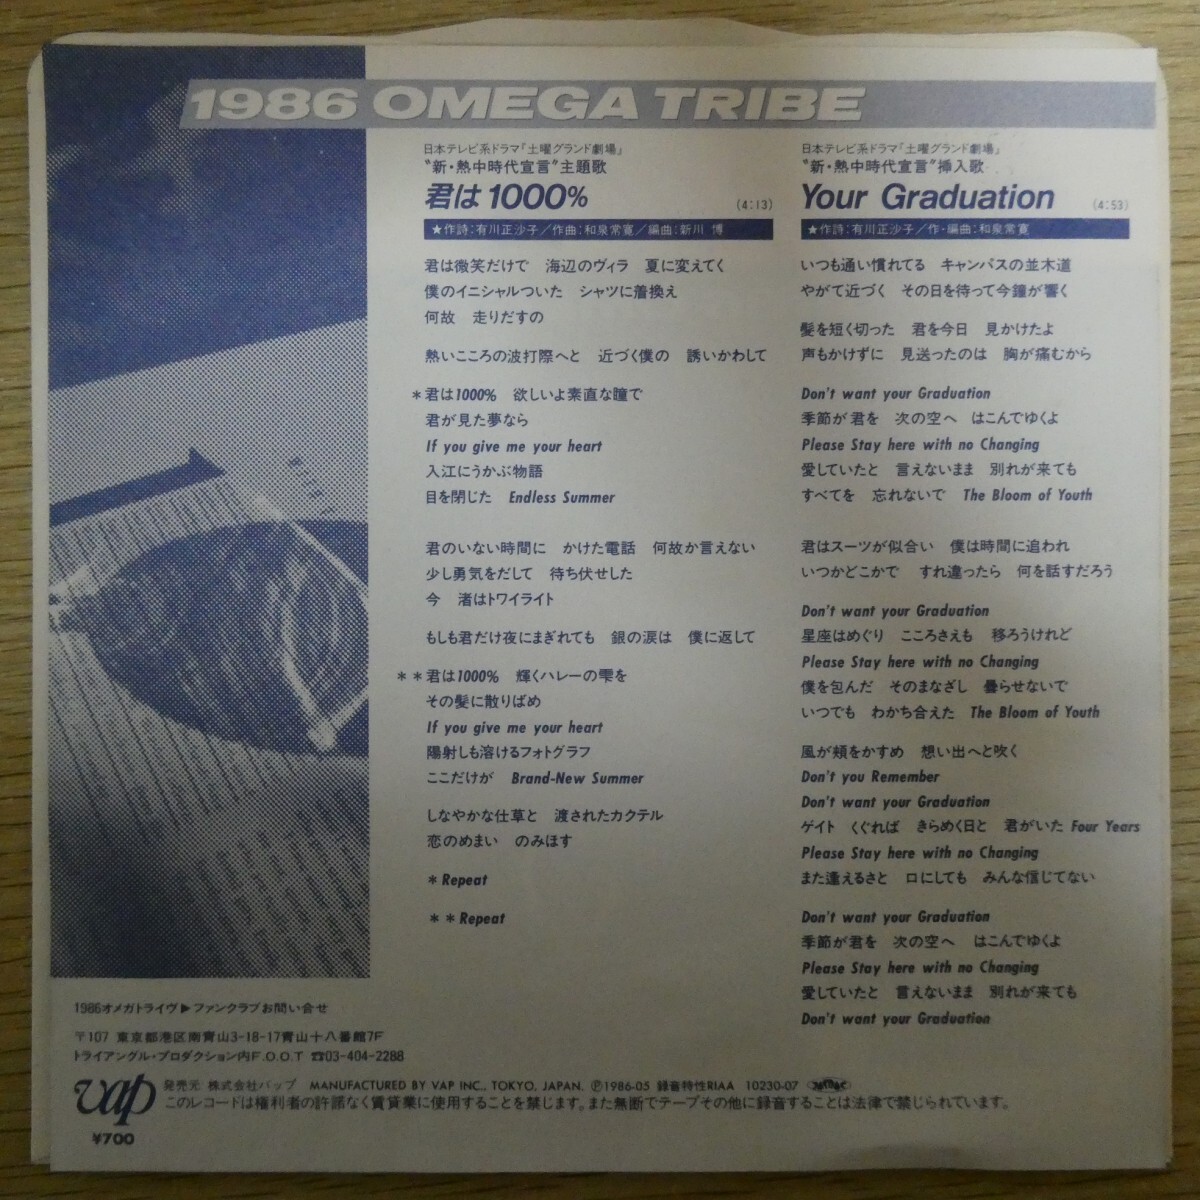 1986 OMEGA TRIBE
日本テレビ系ドラマ「土曜グランド劇場」
"新・熱中時代宣言"主題歌
君は1000%
(4:13)
★作詩:有川正沙子/作曲:和泉常寛/編曲:新川 博
君は微笑だけで 海辺のヴィラ 夏に変えてく
僕のイニシャルついた シャツに着換え
何故 走りだすの
熱いこころの波打際へと 近づく僕の 誘いかわして
*君は1000% 欲しいよ素直な瞳で
君が見た夢なら
If you give me your heart
入江にうかぶ物語
目を閉じた Endless Summer
君のいない時間に かけた電話 何故か言えない
少し勇気をだして 待ち伏せした
今 渚はトワイライト
もしも君だけ夜にまぎれても 銀の涙は 僕に返して
**君は1000% 輝くハレーの雫を
その髪に散りばめ
If you give me your heart
陽射しも溶けるフォトグラフ
ここだけが Brand-New Summer
しなやかな仕草と 渡されたカクテル
恋のめまい のみほす
*Repeat
**Repeat
日本テレビ系ドラマ「土曜グランド劇場」
"新・熱中時代宣言"挿入歌
Your Graduation
(4:53)
★作詩:有川正沙子/作・編曲:和泉常寛
いつも通い慣れてる キャンパスの並木道
やがて近づく その日を待って今鐘が響く
髪を短く切った 君を今日 見かけたよ
声もかけずに 見送ったのは 胸が痛むから
Don't want your Graduation
季節が君を 次の空へ はこんでゆくよ
Please Stay here with no Changing
愛していたと 言えないまま 別れが来ても
すべてを 忘れないで The Bloom of Youth
君はスーツが似合い 僕は時間に追われ
いつかどこかで すれ違ったら 何を話すだろう
Don't want your Graduation
星座はめぐり こころさえも 移ろうけれど
Please Stay here with no Changing
僕を包んだ そのまなざし 曇らせないで
いつでも わかち合えた The Bloom of Youth
風が頬をかすめ 想い出へと吹く
Don't you Remember
Don't want your Graduation
ゲイト くぐれば きらめく日と 君がいた Four Years
Please Stay here with no Changing
また逢えるさと 口にしても みんな信じてない
Don't want your Graduation
季節が君を 次の空へ はこんでゆくよ
Please Stay here with no Changing
愛していたと 言えないまま 別れが来ても
Don't want your Graduation
1986オメガトライヴ▶ファンクラブお問い合せ
〒107 東京都港区南青山3-18-17青山十八番館7F
トライアングル・プロダクション内F.O.O.T ☎03-404-2288
vap
発売元:株式会社バップ MANUFACTURED BY VAP INC., TOKYO, JAPAN. Ⓟ1986-05 録音特性RIAA 10230-07
このレコードは権利者の許諾なく賃貸業に使用することを禁じます。また無断でテープその他に録音することは法律で禁じられています。
¥700